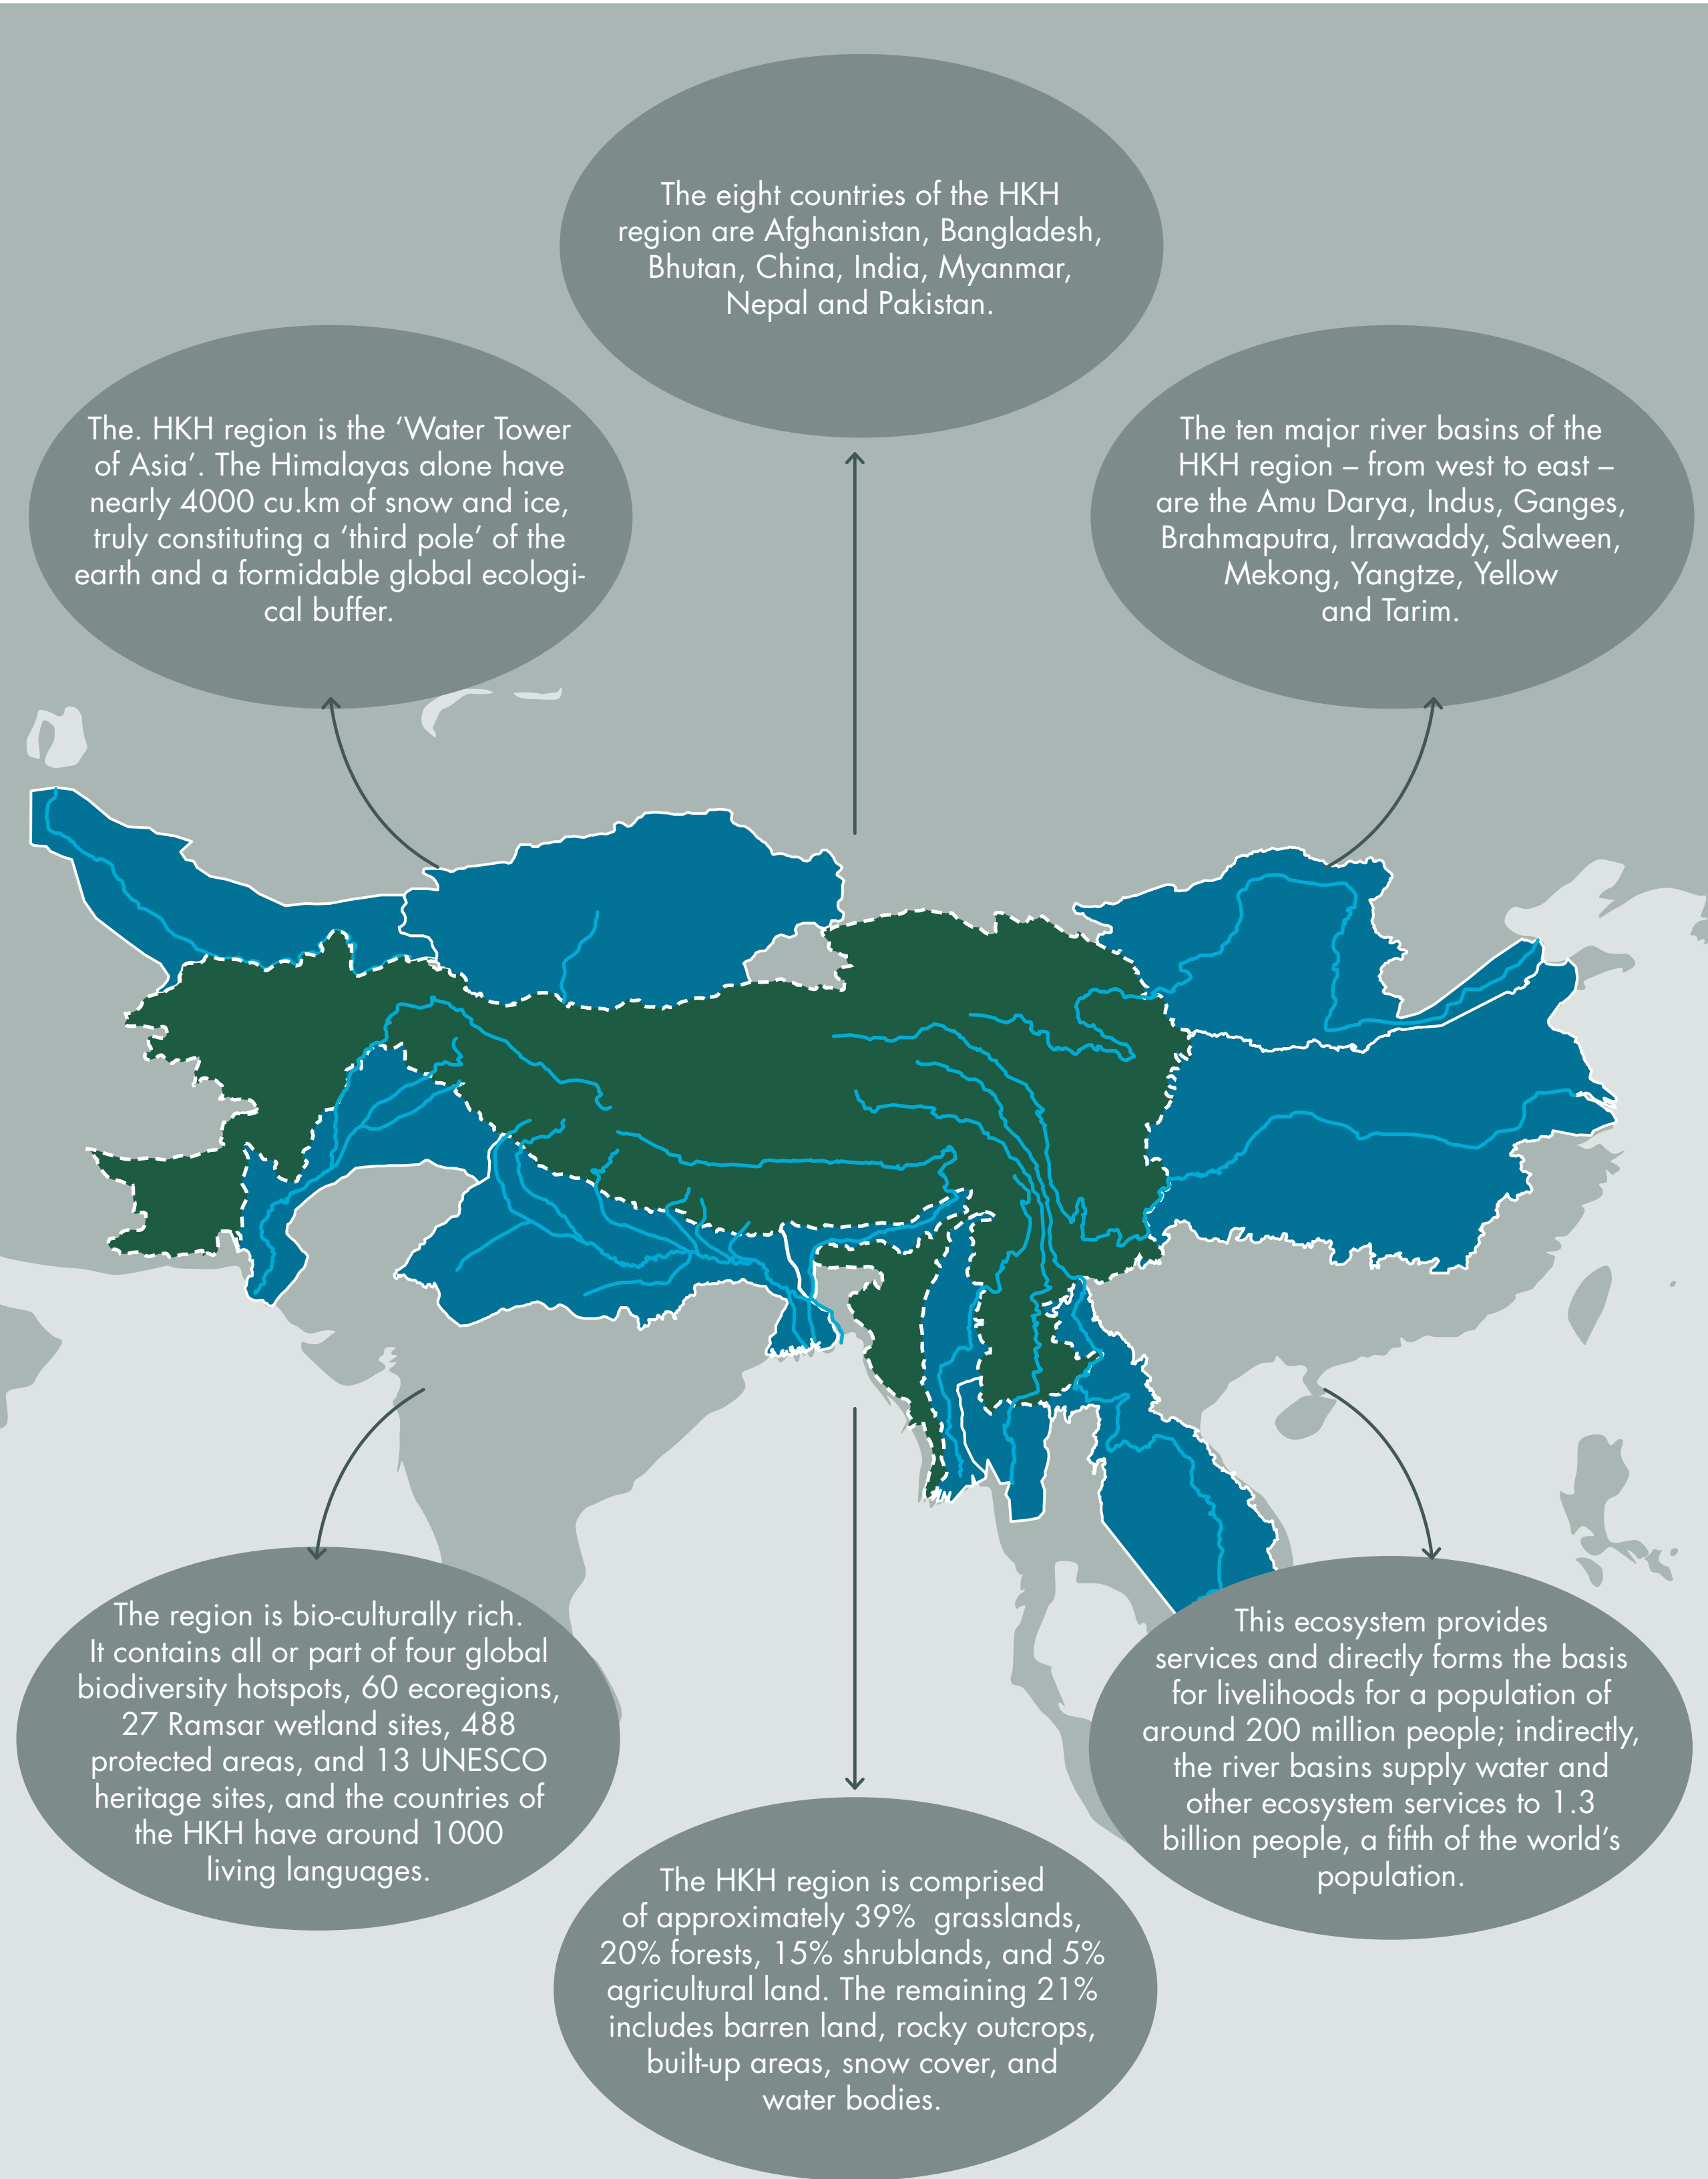 The eight countries of the HKH
region are Afghanistan, Bangladesh,
Bhutan, China, India, Myanmar,
Nepal and Pakistan.
The. HKH region is the ‘Water Tower
of Asia’. The Himalayas alone have
nearly 4000 cu.km of snow and ice,
truly constituting a ‘third pole’ of the
earth and a formidable global ecologi-
cal buffer.
The ten major river basins of the
HKH region – from west to east –
are the Amu Darya, Indus, Ganges,
Brahmaputra, Irrawaddy, Salween,
Mekong, Yangtze, Yellow
and Tarim.
The region is bio-culturally rich.
It contains all or part of four global
biodiversity hotspots, 60 ecoregions,
27 Ramsar wetland sites, 488
protected areas, and 13 UNESCO
heritage sites, and the countries of
the HKH have around 1000
living languages.
The HKH region is comprised
of approximately 39% grasslands,
20% forests, 15% shrublands, and 5%
agricultural land. The remaining 21%
includes barren land, rocky outcrops,
built-up areas, snow cover, and
water bodies.
This ecosystem provides
services and directly forms the basis
for livelihoods for a population of
around 200 million people; indirectly,
the river basins supply water and
other ecosystem services to 1.3
billion people, a fifth of the world’s
population.